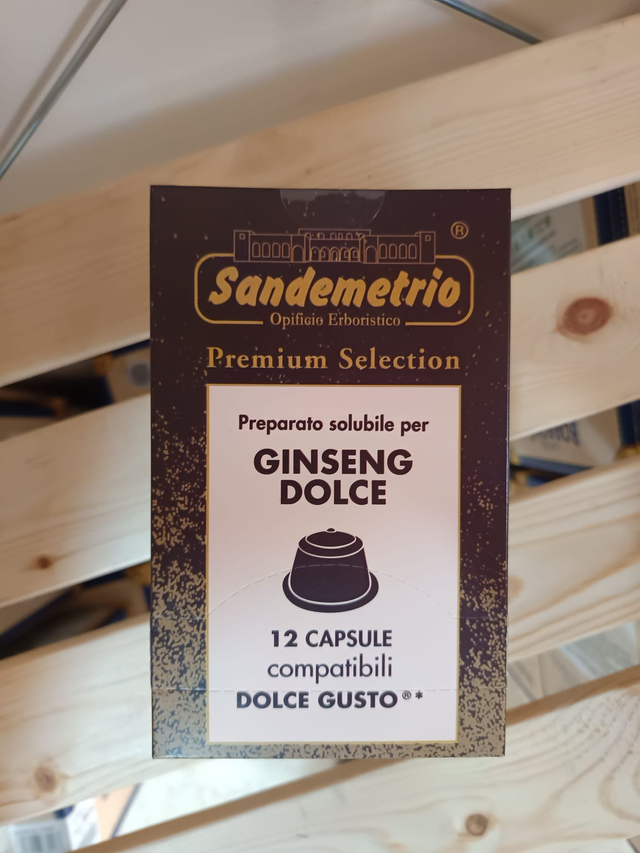 ®
Sandemetrio
Opificio Erboristico
Premium Selection
Preparato solubile per
GINSENG
DOLCE
12 CAPSULE
compatibili
DOLCE GUSTO®*